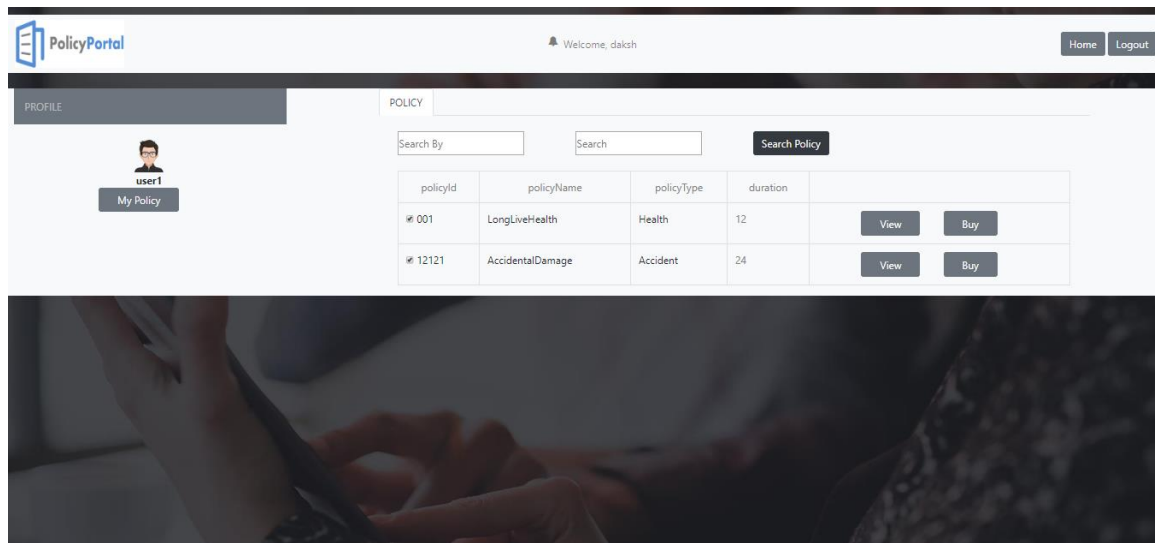 PolicyPortal
Welcome, daksh
Home Logout
PROFILE
user1
My Policy
POLICY
Search By Search Search Policy
policyId policyName policyType duration
001 LongLiveHealth Health 12 View Buy
12121 AccidentalDamage Accident 24 View Buy